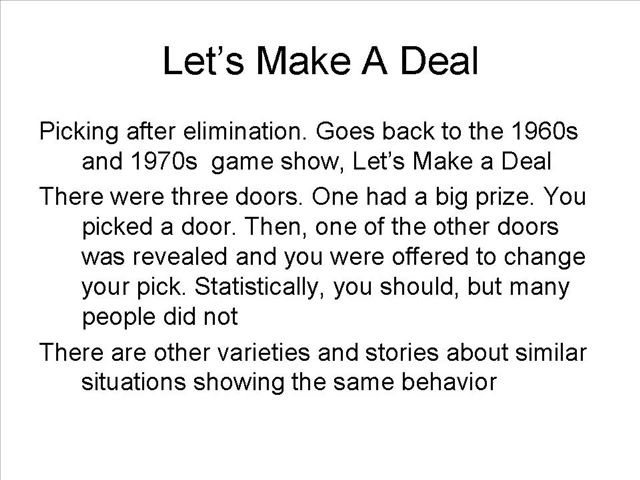 Let’s Make A Deal
Picking after elimination. Goes back to the 1960s
and 1970s  game show, Let’s Make a Deal
There were three doors. One had a big prize. You
picked a door. Then, one of the other doors
was revealed and you were offered to change
your pick. Statistically, you should, but many
people did not
There are other varieties and stories about similar
situations showing the same behavior